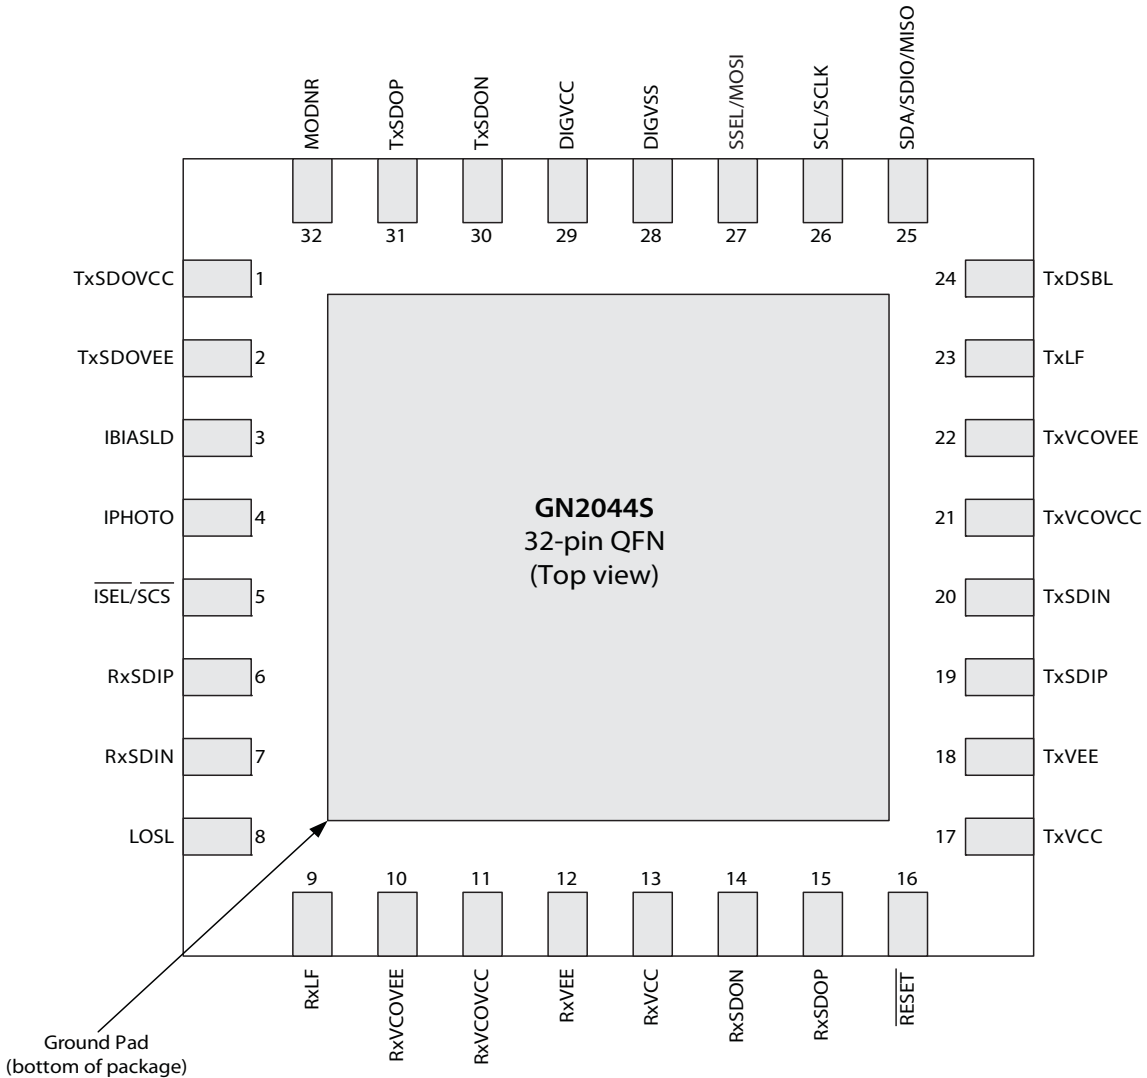 MODNR
TxSDOP
TxSDON
DIGVCC
DIGVSS
SSEL/MOSI
SCL/SCLK
SDA/SDIO/MISO
32
31
30
29
28
27
26
25
TxSDOVCC 1
24 TxDSBL
TxSDOVEE 2
23 TxLF
IBIASLD 3
22 TxVCOVEE
IPHOTO 4
21 TxVCOVCC
GN2044S
32-pin QFN
(Top view)
ISEL/SCS 5
20 TxSDIN
RxSDIP 6
19 TxSDIP
RxSDIN 7
18 TxVEE
LOSL 8
17 TxVCC
9
10
11
12
13
14
15
16
RxLF
RxVCOVEE
RxVCOVCC
RxVEE
RxVCC
RxSDON
RxSDOP
RESET
Ground Pad
(bottom of package)